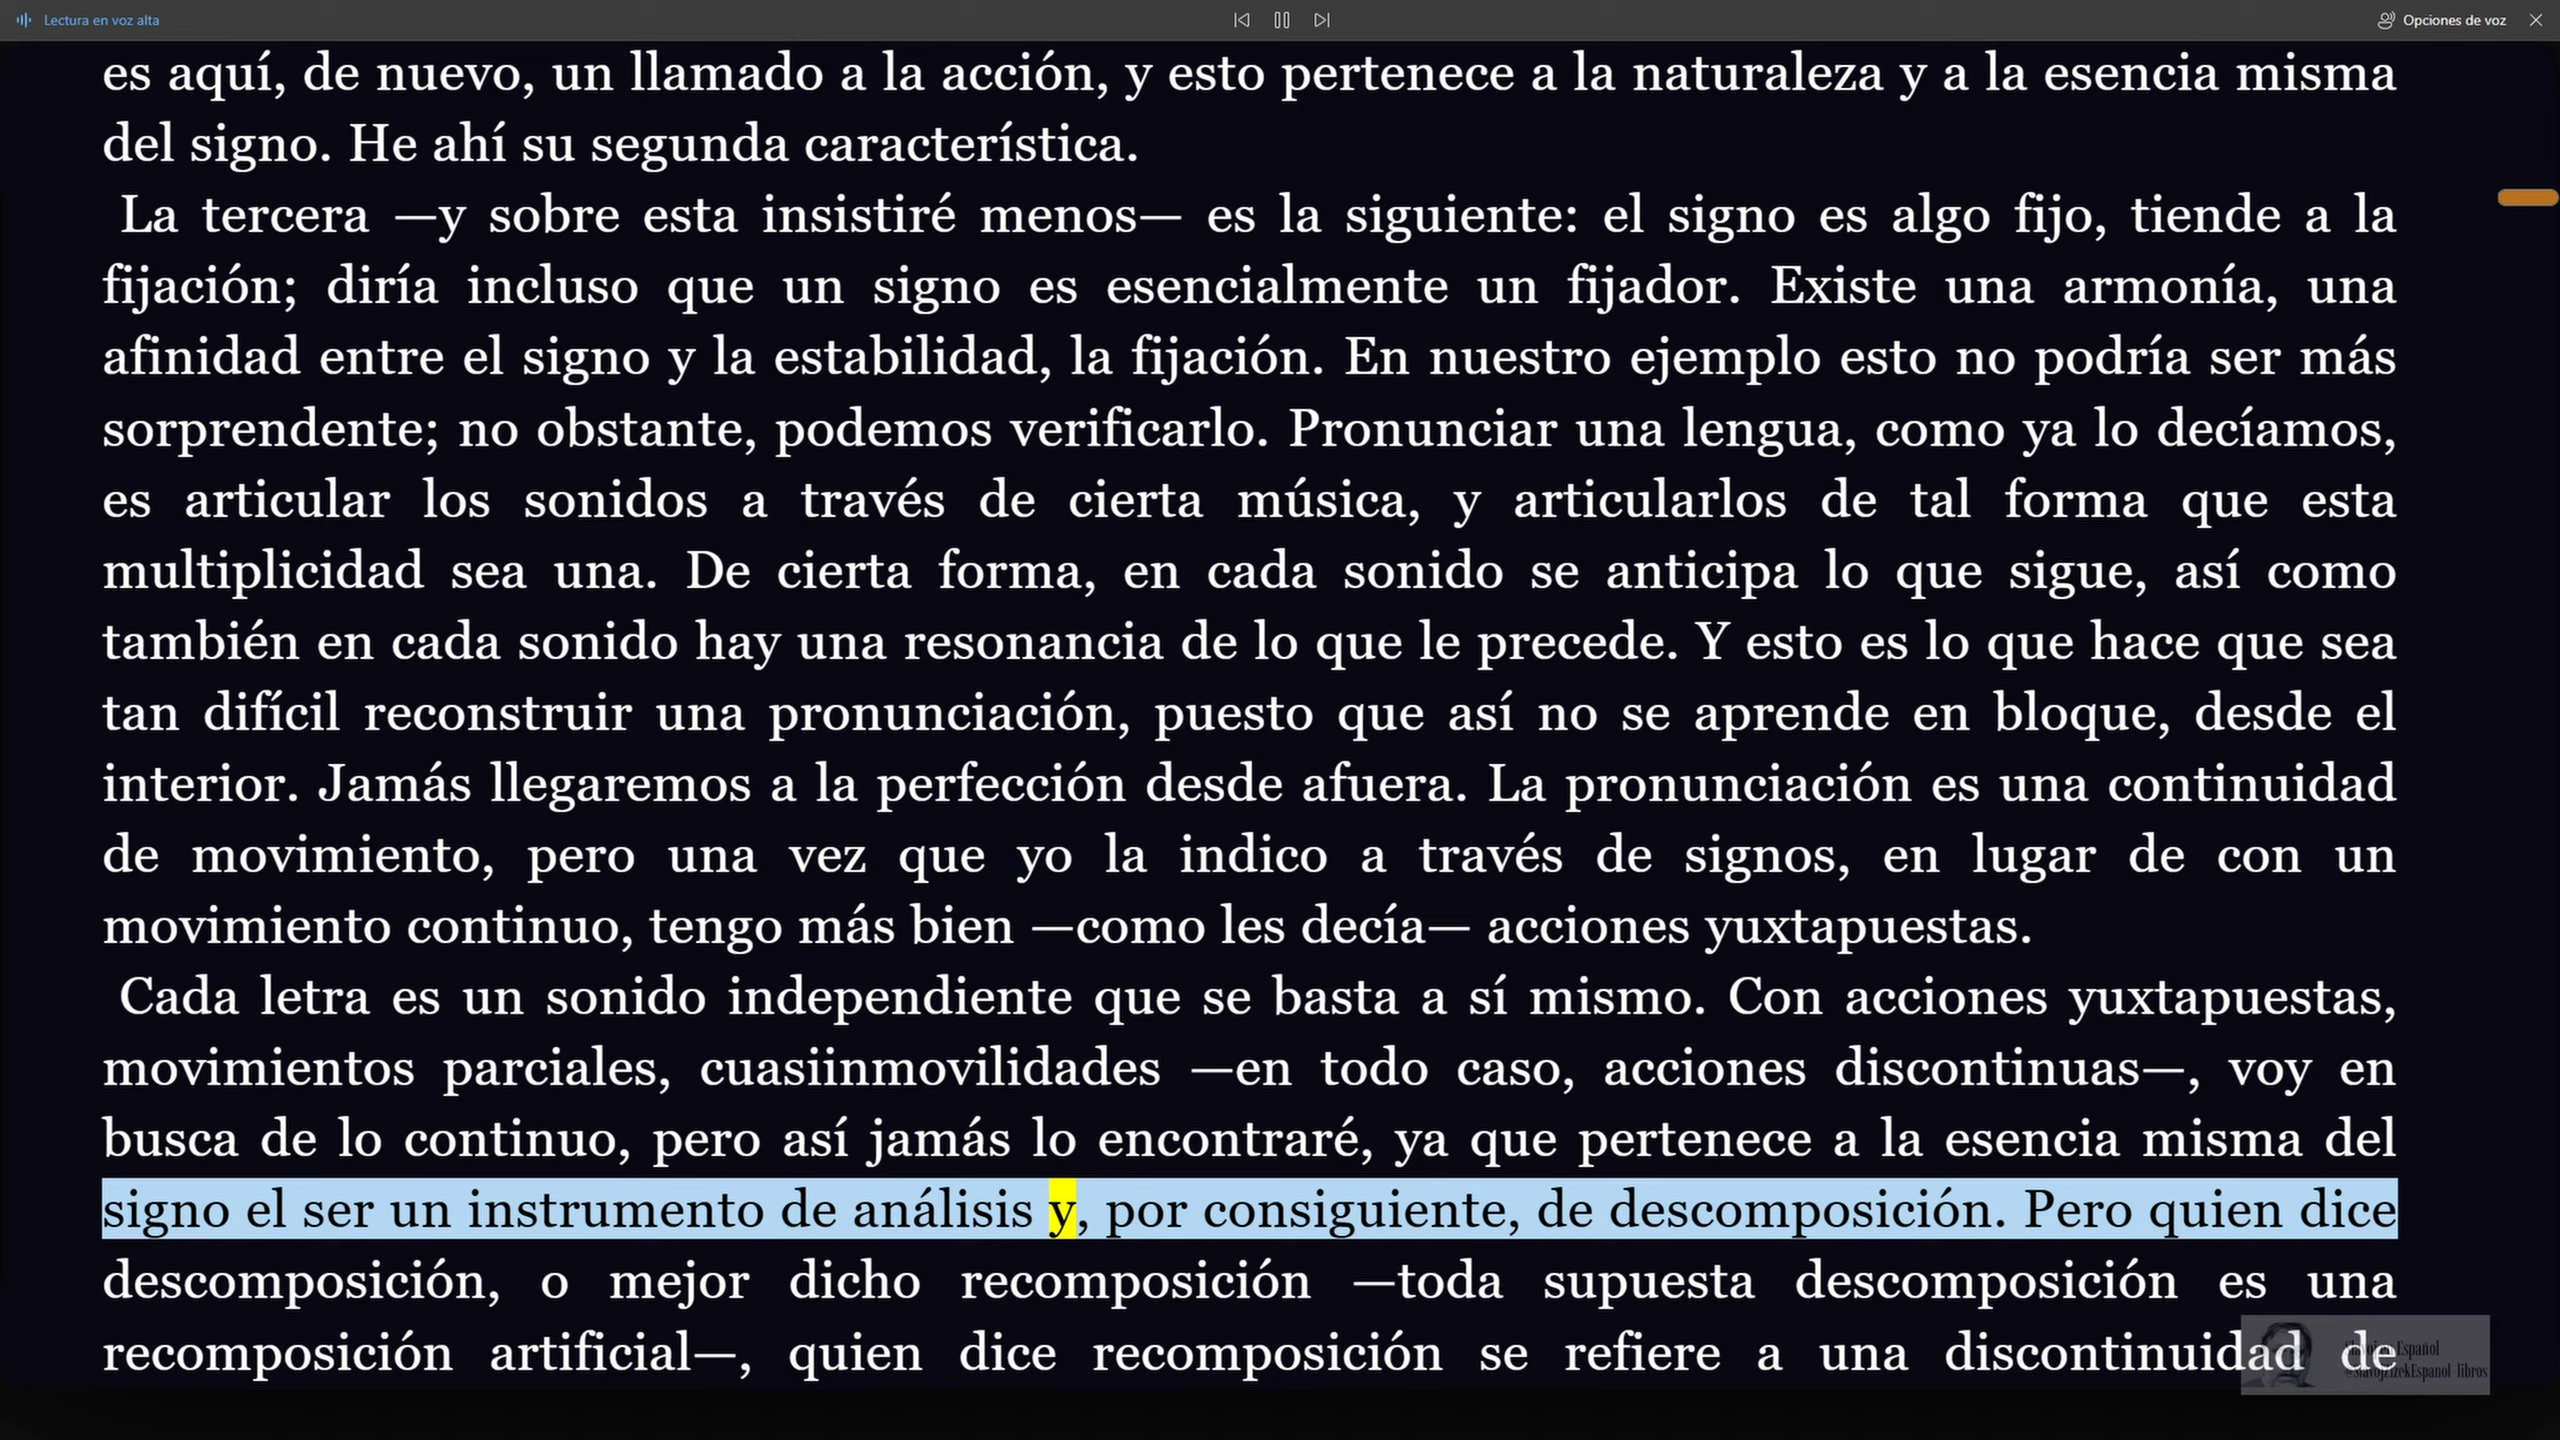 Lectura en voz alta
Opciones de voz
es aquí, de nuevo, un llamado a la acción, y esto pertenece a la naturaleza y a la esencia misma
del signo. He ahí su segunda característica.
La tercera —y sobre esta insistiré menos— es la siguiente: el signo es algo fijo, tiende a la
fijación; diría incluso que un signo es esencialmente un fijador. Existe una armonía, una
afinidad entre el signo y la estabilidad, la fijación. En nuestro ejemplo esto no podría ser más
sorprendente; no obstante, podemos verificarlo. Pronunciar una lengua, como ya lo decíamos,
es articular los sonidos a través de cierta música, y articularlos de tal forma que esta
multiplicidad sea una. De cierta forma, en cada sonido se anticipa lo que sigue, así como
también en cada sonido hay una resonancia de lo que le precede. Y esto es lo que hace que sea
tan difícil reconstruir una pronunciación, puesto que así no se aprende en bloque, desde el
interior. Jamás llegaremos a la perfección desde afuera. La pronunciación es una continuidad
de movimiento, pero una vez que yo la indico a través de signos, en lugar de con un
movimiento continuo, tengo más bien —como les decía— acciones yuxtapuestas.
Cada letra es un sonido independiente que se basta a sí mismo. Con acciones yuxtapuestas,
movimientos parciales, cuasiinmovilidades —en todo caso, acciones discontinuas—, voy en
busca de lo continuo, pero así jamás lo encontraré, ya que pertenece a la esencia misma del
signo el ser un instrumento de análisis y, por consiguiente, de descomposición. Pero quien dice
descomposición, o mejor dicho recomposición —toda supuesta descomposición es una
recomposición artificial—, quien dice recomposición se refiere a una discontinuidad de
Español